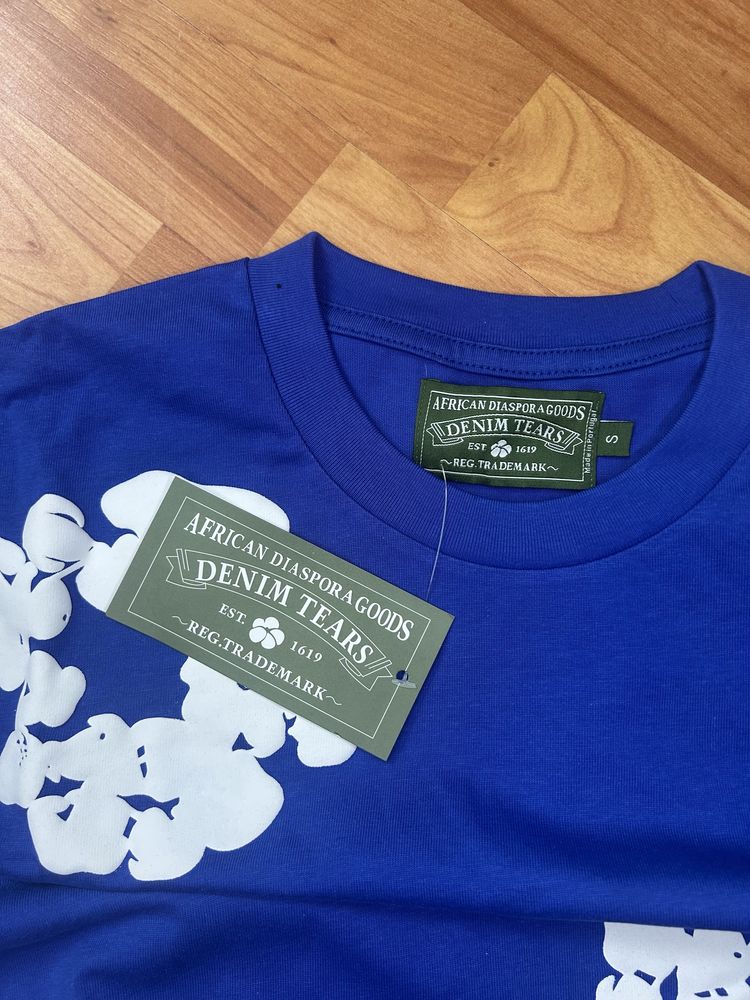 AFRICAN DIASPORA GOODS
DENIM TEARS
EST. 1619
~REG.TRADEMARK~
Made in Portugal
S
AFRICAN DIASPORA GOODS
DENIM TEARS
EST. 1619
~REG.TRADEMARK~